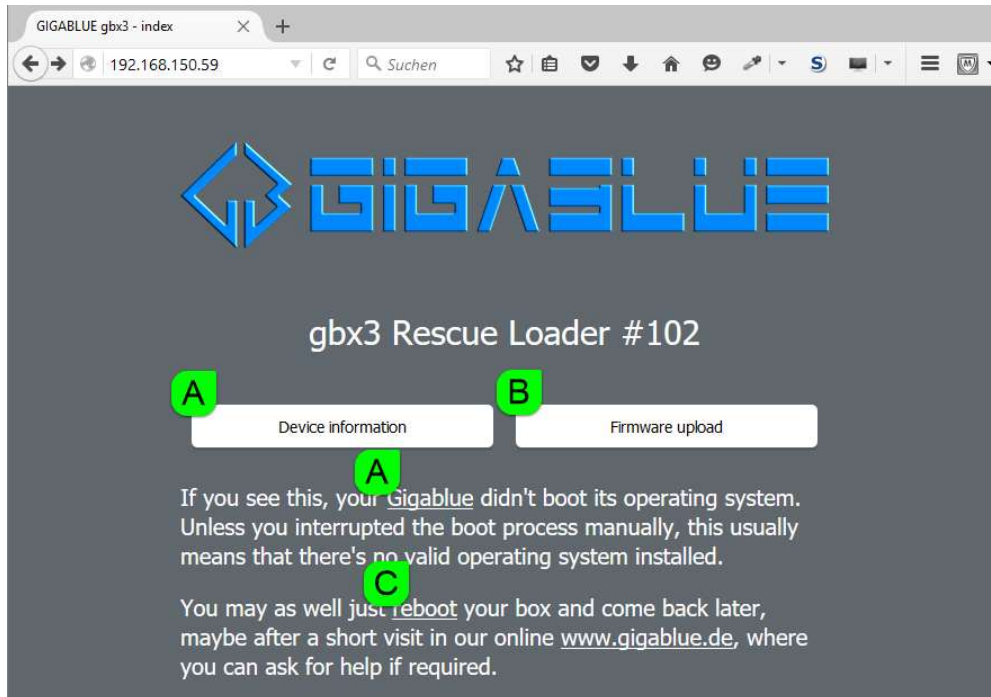 GIGABLUE gbx3 - index
192.168.150.59
Suchen
S
M
GIGABLUE
gbx3 Rescue Loader #102
A
B
Device information
Firmware upload
A
If you see this, your Gigablue didn't boot its operating system.
Unless you interrupted the boot process manually, this usually
means that there's no valid operating system installed.
C
You may as well just reboot your box and come back later,
maybe after a short visit in our online www.gigablue.de, where
you can ask for help if required.